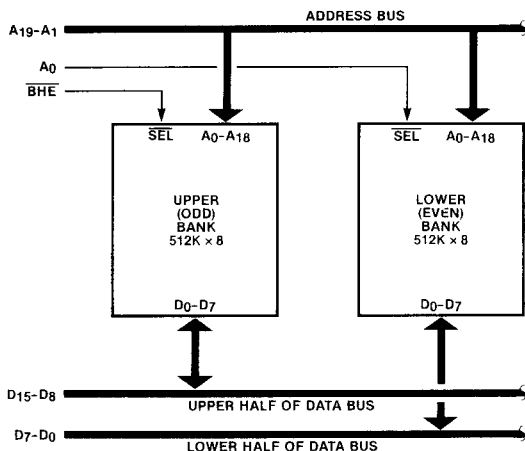 ADDRESS BUS
A19-A1
A0
BHE
SEL A0-A18
SEL A0-A18
UPPER
(ODD)
BANK
512K × 8
LOWER
(EVEN)
BANK
512K × 8
D0-D7
D0-D7
D15-D8
UPPER HALF OF DATA BUS
D7-D0
LOWER HALF OF DATA BUS